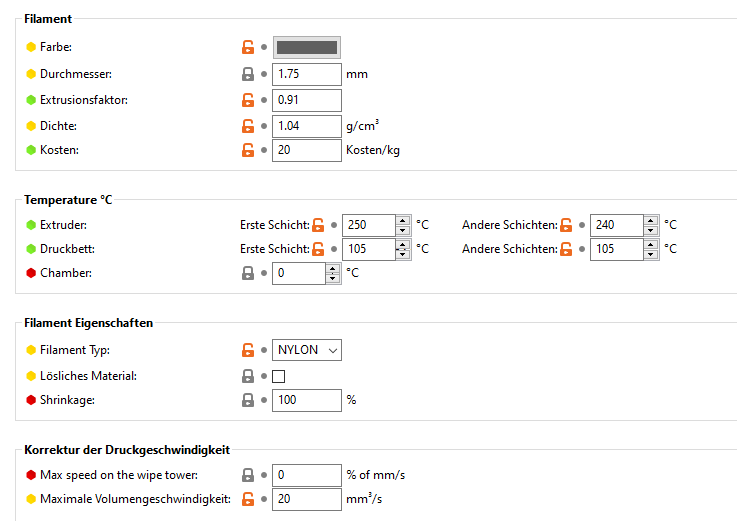 Filament
Farbe:
Durchmesser: 1.75 mm
Extrusionsfaktor: 0.91
Dichte: 1.04 g/cm³
Kosten: 20 Kosten/kg
Temperature °C
Extruder: Erste Schicht: 250 °C Andere Schichten: 240 °C
Druckbett: Erste Schicht: 105 °C Andere Schichten: 105 °C
Chamber: 0 °C
Filament Eigenschaften
Filament Typ: NYLON
Lösliches Material:
Shrinkage: 100 %
Korrektur der Druckgeschwindigkeit
Max speed on the wipe tower: 0 % of mm/s
Maximale Volumengeschwindigkeit: 20 mm³/s